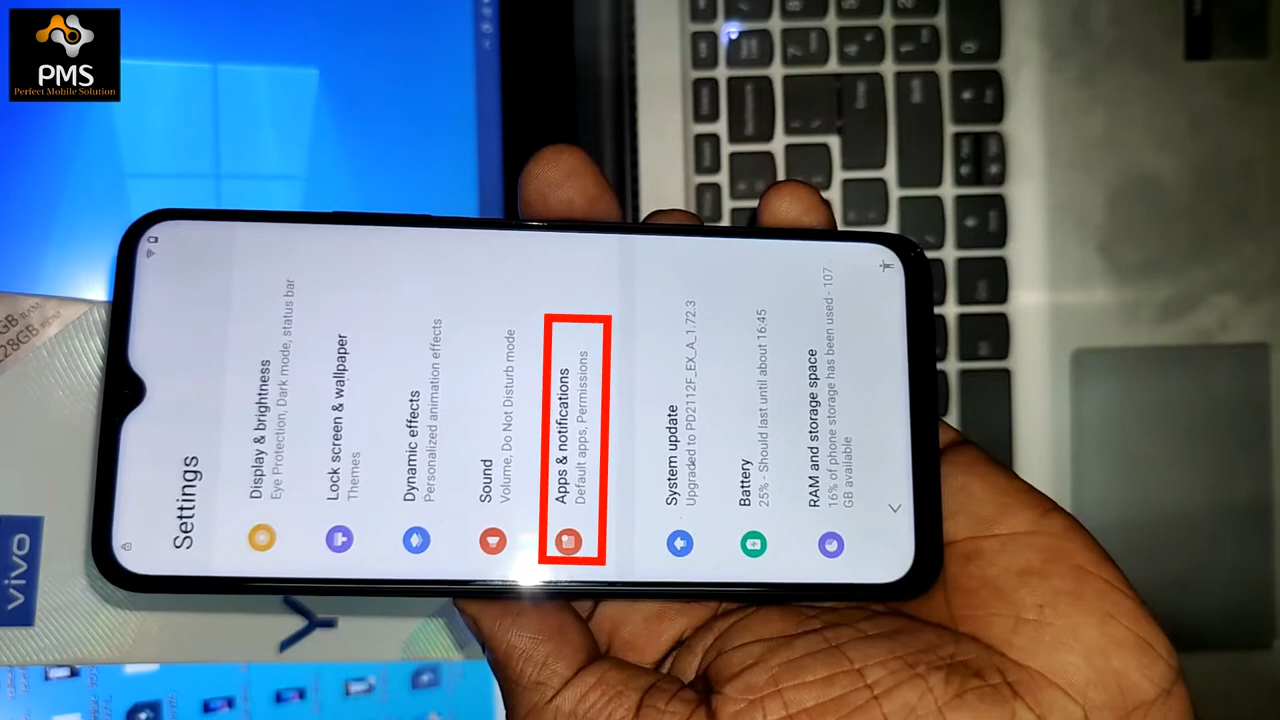 PMS
Perfect Mobile Solution
Settings
Display & brightness
Eye Protection, Dark mode, status bar
Lock screen & wallpaper
Themes
Dynamic effects
Personalized animation effects
Sound
Volume, Do Not Disturb mode
Apps & notifications
Default apps, Permissions
System update
Upgraded to PD2112F_EX_A_1.72.3
Battery
25% - Should last until about 16:45
RAM and storage space
16% of phone storage has been used - 107
GB available
vivo
Y